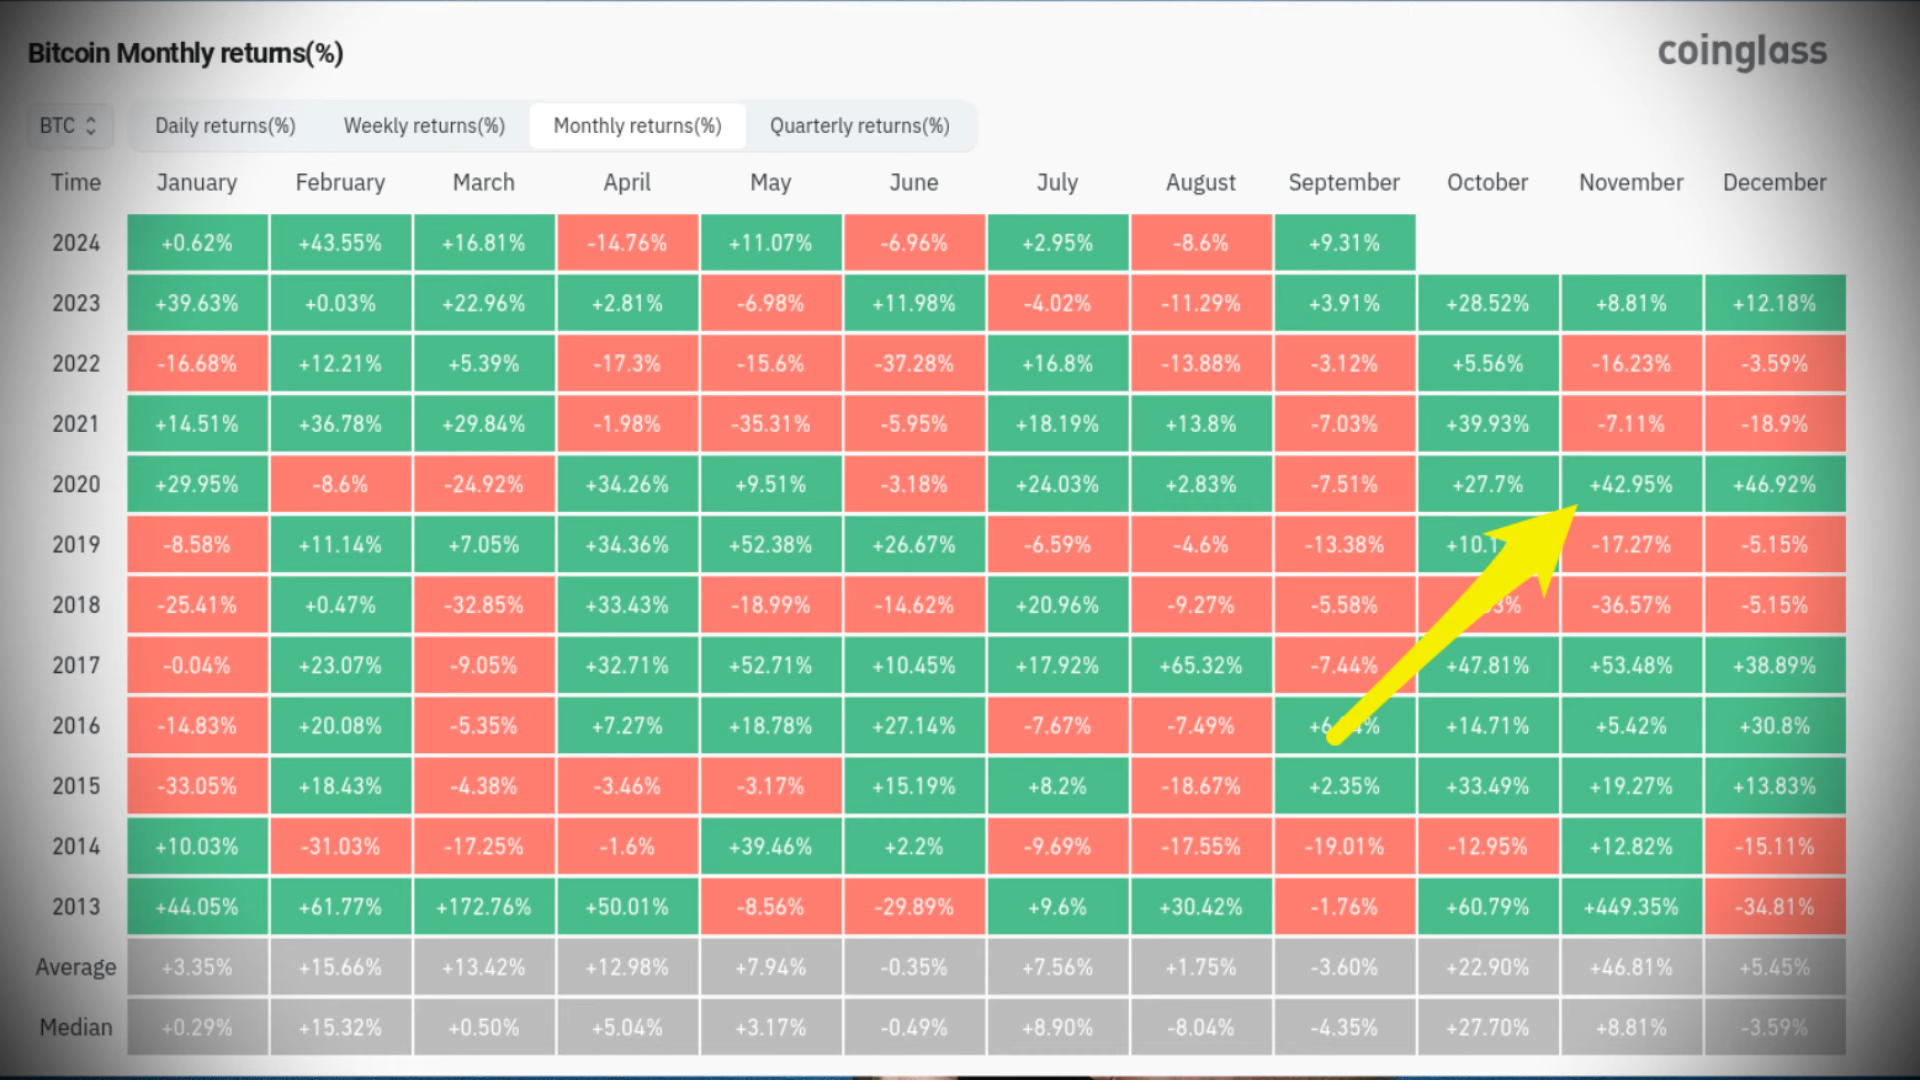 Bitcoin Monthly returns(%)
coinglass
BTC Daily returns(%) Weekly returns(%) Monthly returns(%) Quarterly returns(%)
Time January February March April May June July August September October November December
2024 +0.62% +43.55% +16.81% -14.76% +11.07% -6.96% +2.95% -8.6% +9.31%
2023 +39.63% +0.03% +22.96% +2.81% -6.98% +11.98% -4.02% -11.29% +3.91% +28.52% +8.81% +12.18%
2022 -16.68% +12.21% +5.39% -17.3% -15.6% -37.28% +16.8% -13.88% -3.12% +5.56% -16.23% -3.59%
2021 +14.51% +36.78% +29.84% -1.98% -35.31% -5.95% +18.19% +13.8% -7.03% +39.93% -7.11% -18.9%
2020 +29.95% -8.6% -24.92% +34.26% +9.51% -3.18% +24.03% +2.83% -7.51% +27.7% +42.95% +46.92%
2019 -8.58% +11.14% +7.05% +34.36% +52.38% +26.67% -6.59% -4.6% -13.38% -17.27% -5.15%
2018 -25.41% +0.47% -32.85% +33.43% -18.99% -14.62% +20.96% -9.27% -5.58% -36.57% -5.15%
2017 -0.04% +23.07% -9.05% +32.71% +52.71% +10.45% +17.92% +65.32% -7.44% +47.81% +53.48% +38.89%
2016 -14.83% +20.08% -5.35% +7.27% +18.78% +27.14% -7.67% -7.49% +14.71% +5.42% +30.8%
2015 -33.05% +18.43% -4.38% -3.46% -3.17% +15.19% +8.2% -18.67% +2.35% +33.49% +19.27% +13.83%
2014 +10.03% -31.03% -17.25% -1.6% +39.46% +2.2% -9.69% -17.55% -19.01% -12.95% +12.82% -15.11%
2013 +44.05% +61.77% +172.76% +50.01% -8.56% -29.89% +9.6% +30.42% -1.76% +60.79% +449.35% -34.81%
Average +3.35% +15.66% +13.42% +12.98% +7.94% -0.35% +7.56% +1.75% -3.60% +22.90% +46.81% +5.45%
Median +0.29% +15.32% +0.50% +5.04% +3.17% -0.49% +8.90% -8.04% -4.35% +27.70% +8.81% -3.59%